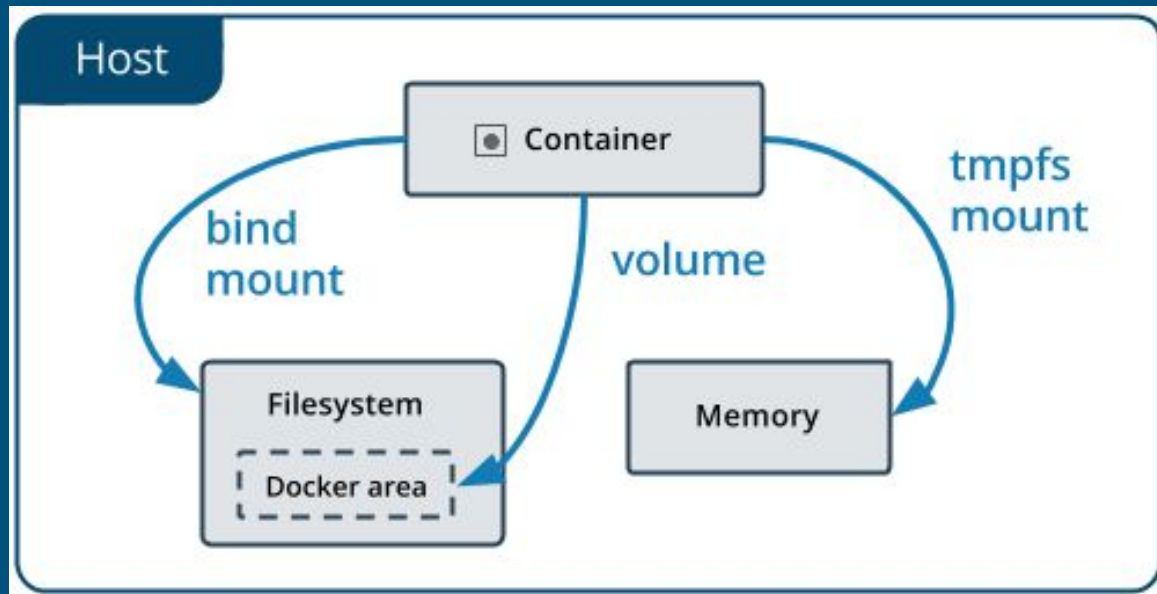 Host
Container
tmpfs
mount
bind
mount
volume
Filesystem
Memory
Docker area